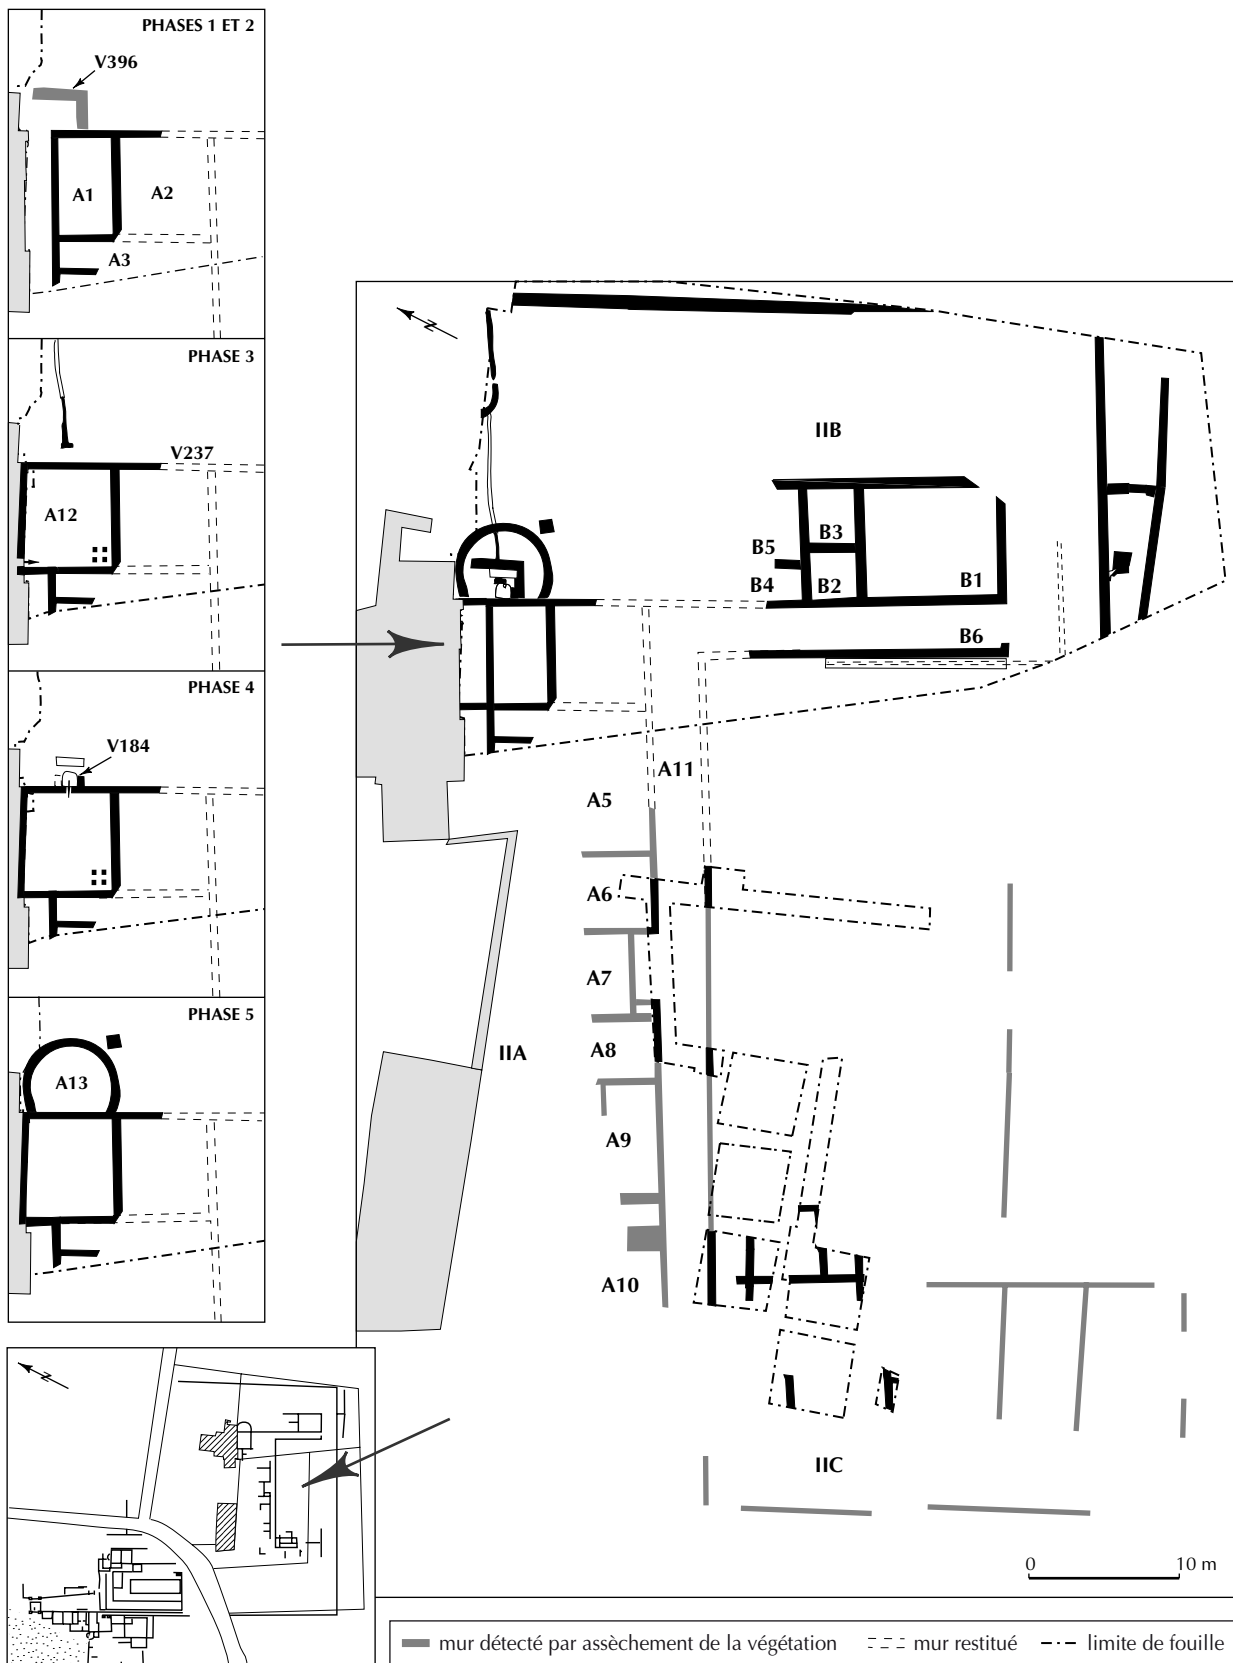 PHASES 1 ET 2
V396
A1
A2
A3
PHASE 3
V237
A12
PHASE 4
V184
PHASE 5
A13
N
IIB
B3
B5
B4
B2
B1
B6
A11
A5
A6
A7
A8
IIA
A9
A10
IIC
0 10 m
N
mur détecté par assèchement de la végétation mur restitué limite de fouille